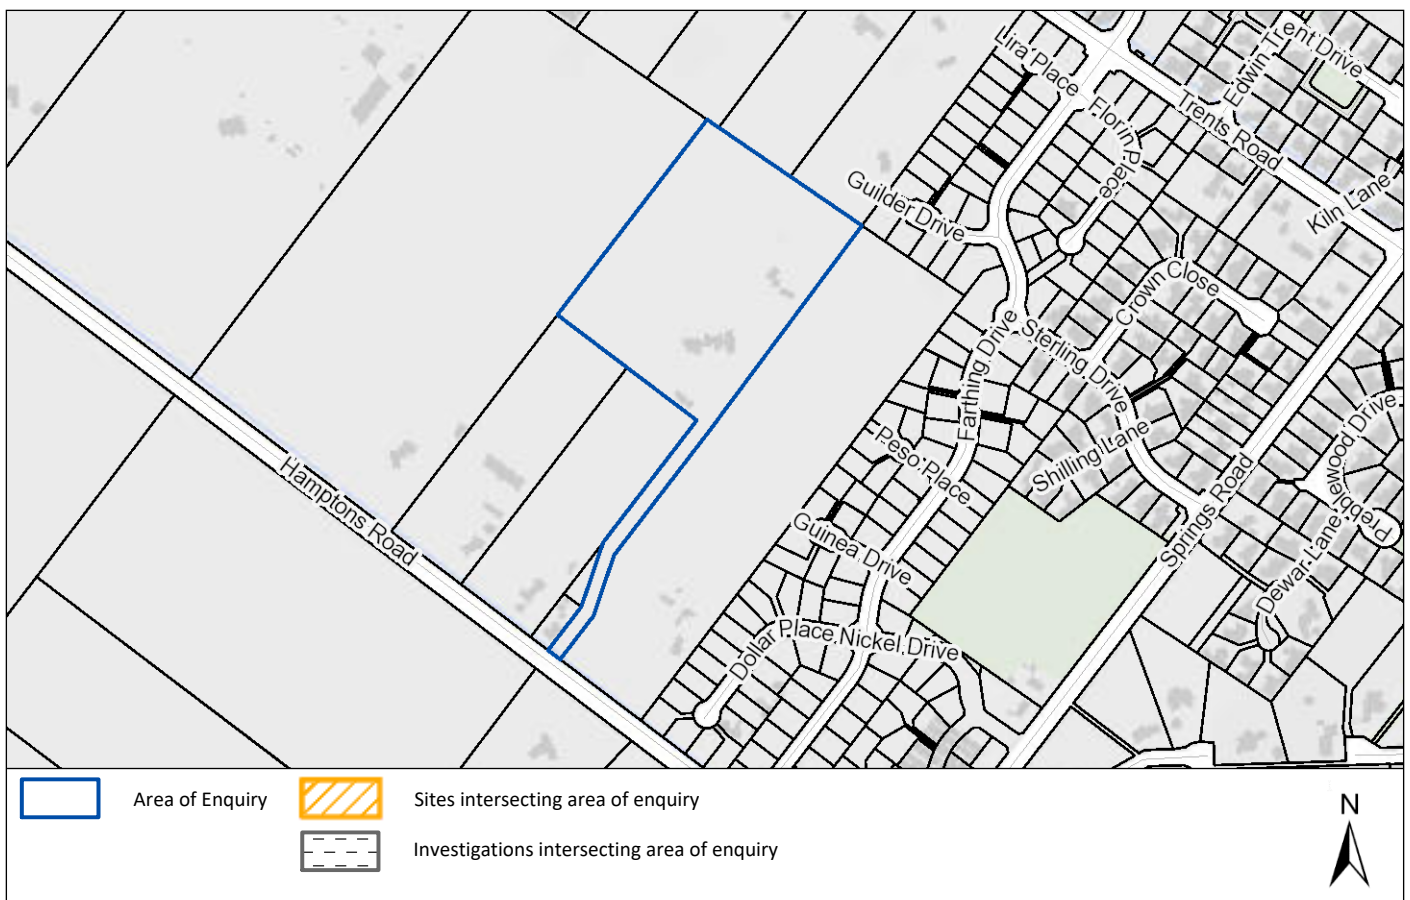 Lira Place
Edwin Trent Drive
Florin Place
Trents Road
Guilder Drive
Kiln Lane
Crown Close
Sterling Drive
Farthing Drive
Shilling Lane
Peso Place
Prebblewood Drive
Springs Road
Hamptons Road
Guinea Drive
Dewar Lane
Dollar Place
Nickel Drive
Area of Enquiry
Sites intersecting area of enquiry
N
Investigations intersecting area of enquiry